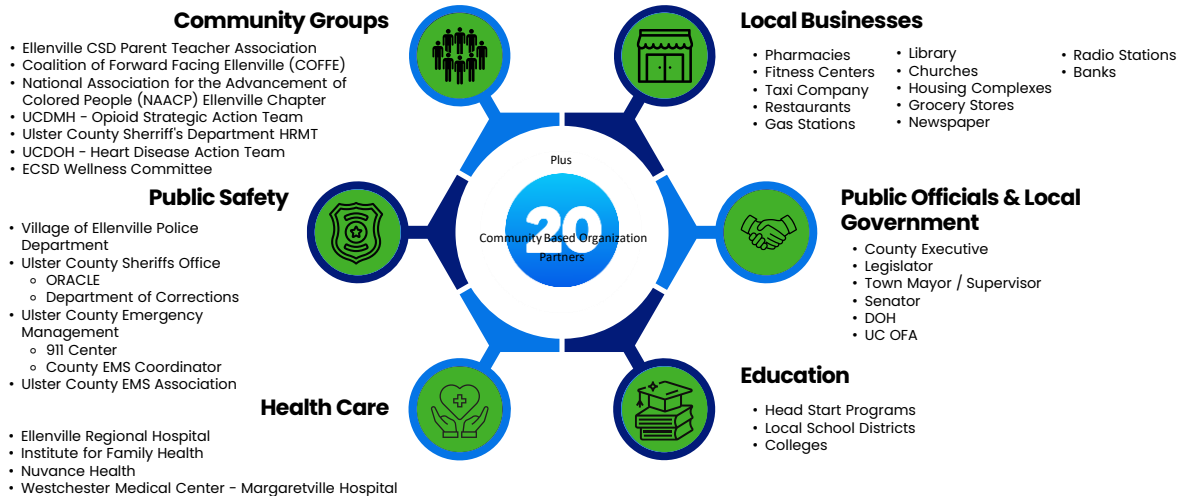 Community Groups
• Ellenville CSD Parent Teacher Association
• Coalition of Forward Facing Ellenville (COFFE)
• National Association for the Advancement of
Colored People (NAACP) Ellenville Chapter
• UCDMH - Opioid Strategic Action Team
• Ulster County Sherriff's Department HRMT
• UCDOH - Heart Disease Action Team
• ECSD Wellness Committee
Public Safety
• Village of Ellenville Police
Department
• Ulster County Sheriffs Office
○ ORACLE
○ Department of Corrections
• Ulster County Emergency
Management
○ 911 Center
○ County EMS Coordinator
• Ulster County EMS Association
Health Care
• Ellenville Regional Hospital
• Institute for Family Health
• Nuvance Health
• Westchester Medical Center - Margaretville Hospital
Plus
20
Community Based Organization
Partners
Local Businesses
• Pharmacies
• Fitness Centers
• Taxi Company
• Restaurants
• Gas Stations
• Library
• Churches
• Housing Complexes
• Grocery Stores
• Newspaper
• Radio Stations
• Banks
Public Officials & Local
Government
• County Executive
• Legislator
• Town Mayor / Supervisor
• Senator
• DOH
• UC OFA
Education
• Head Start Programs
• Local School Districts
• Colleges